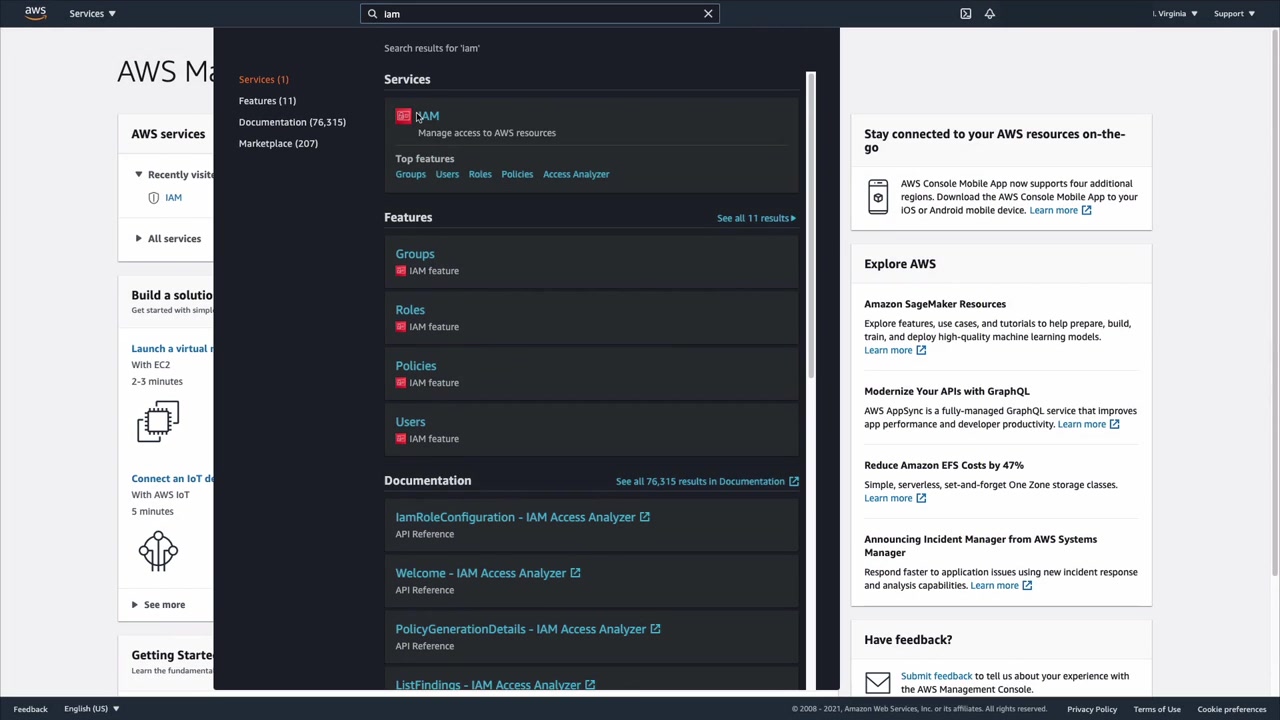 aws
Services
iam
. Virginia
Support
Search results for 'iam'
Services (1)
Features (11)
Documentation (76,315)
Marketplace (207)
Services
IAM
Manage access to AWS resources
Top features
Groups Users Roles Policies Access Analyzer
Features
See all 11 results
Groups
IAM feature
Roles
IAM feature
Policies
IAM feature
Users
IAM feature
Documentation
See all 76,315 results in Documentation
IamRoleConfiguration - IAM Access Analyzer
API Reference
Welcome - IAM Access Analyzer
API Reference
PolicyGenerationDetails - IAM Access Analyzer
API Reference
ListFindings - IAM Access Analyzer
AWS Ma
AWS services
Recently visite
IAM
All services
Build a solutio
Get started with simpl
Launch a virtual
With EC2
2-3 minutes
Connect an IoT de
With AWS IoT
5 minutes
See more
Getting Starte
Learn the fundamenta
Stay connected to your AWS resources on-the-
go
AWS Console Mobile App now supports four additional
regions. Download the AWS Console Mobile App to your
iOS or Android mobile device. Learn more
Explore AWS
Amazon SageMaker Resources
Explore features, use cases, and tutorials to help prepare, build,
train, and deploy high-quality machine learning models.
Learn more
Modernize Your APIs with GraphQL
AWS AppSync is a fully-managed GraphQL service that improves
app performance and developer productivity. Learn more
Reduce Amazon EFS Costs by 47%
Simple, serverless, set-and-forget One Zone storage classes.
Learn more
Announcing Incident Manager from AWS Systems
Manager
Respond faster to application issues using new incident response
and analysis capabilities. Learn more
Have feedback?
Submit feedback to tell us about your experience with
the AWS Management Console.
Feedback
English (US)
© 2008 - 2021, Amazon Web Services, Inc. or its affiliates. All rights reserved.
Privacy Policy
Terms of Use
Cookie preferences